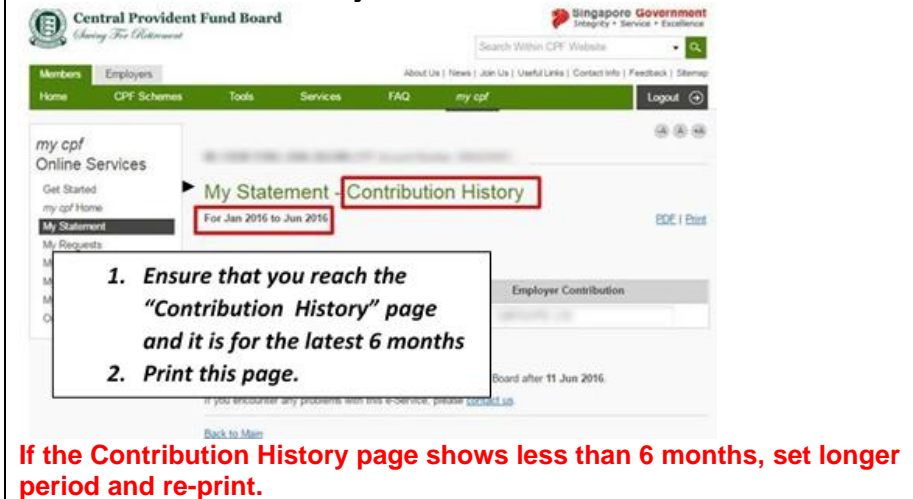 Central Provident Fund Board
Saving For Retirement
Singapore Government
Integrity • Service • Excellence
Search Within CPF Website
Members Employers
About Us | News | Join Us | Useful Links | Contact Info | Feedback | Sitemap
Home CPF Schemes Tools Services FAQ my cpf Logout
-A A +A
my cpf
Online Services
Get Started
my cpf Home
My Statement
My Requests
My Statement - Contribution History
For Jan 2016 to Jun 2016
PDF | Print
Employer Contribution
1. Ensure that you reach the
“Contribution History” page
and it is for the latest 6 months
2. Print this page.
Board after 11 Jun 2016.
If you encounter any problems with this e-Service, please contact us.
Back to Main
If the Contribution History page shows less than 6 months, set longer
period and re-print.